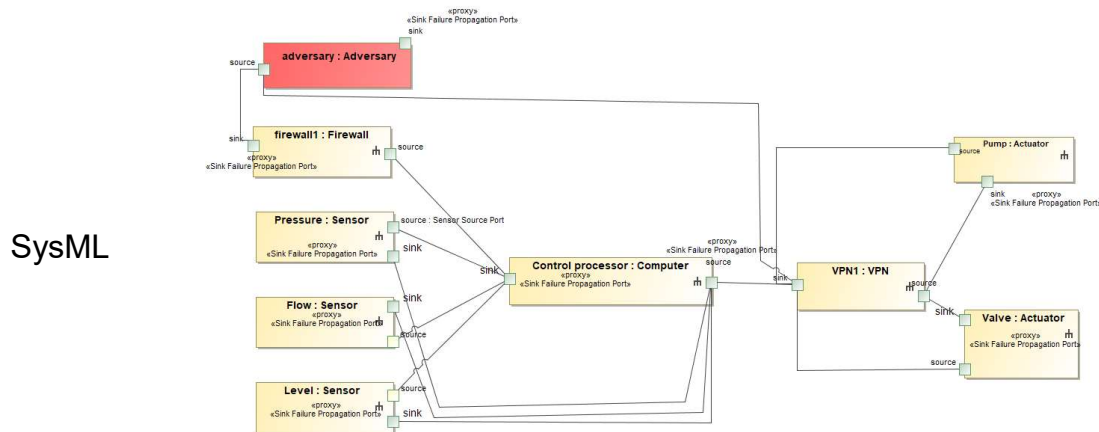 «proxy»
«Sink Failure Propagation Port»
sink
adversary : Adversary
source
firewall1 : Firewall
sink
source
«proxy»
«Sink Failure Propagation Port»
Pump : Actuator
source
sink
«proxy»
«Sink Failure Propagation Port»
Pressure : Sensor
source : Sensor Source Port
«proxy»
«Sink Failure Propagation Port»
sink
SysML
«proxy»
«Sink Failure Propagation Port»
source
Control processor : Computer
sink
«proxy»
«Sink Failure Propagation Port»
VPN1 : VPN
sink
source
Flow : Sensor
sink
«proxy»
«Sink Failure Propagation Port»
source
Valve : Actuator
sink
«proxy»
«Sink Failure Propagation Port»
source
Level : Sensor
source
«proxy»
«Sink Failure Propagation Port»
sink